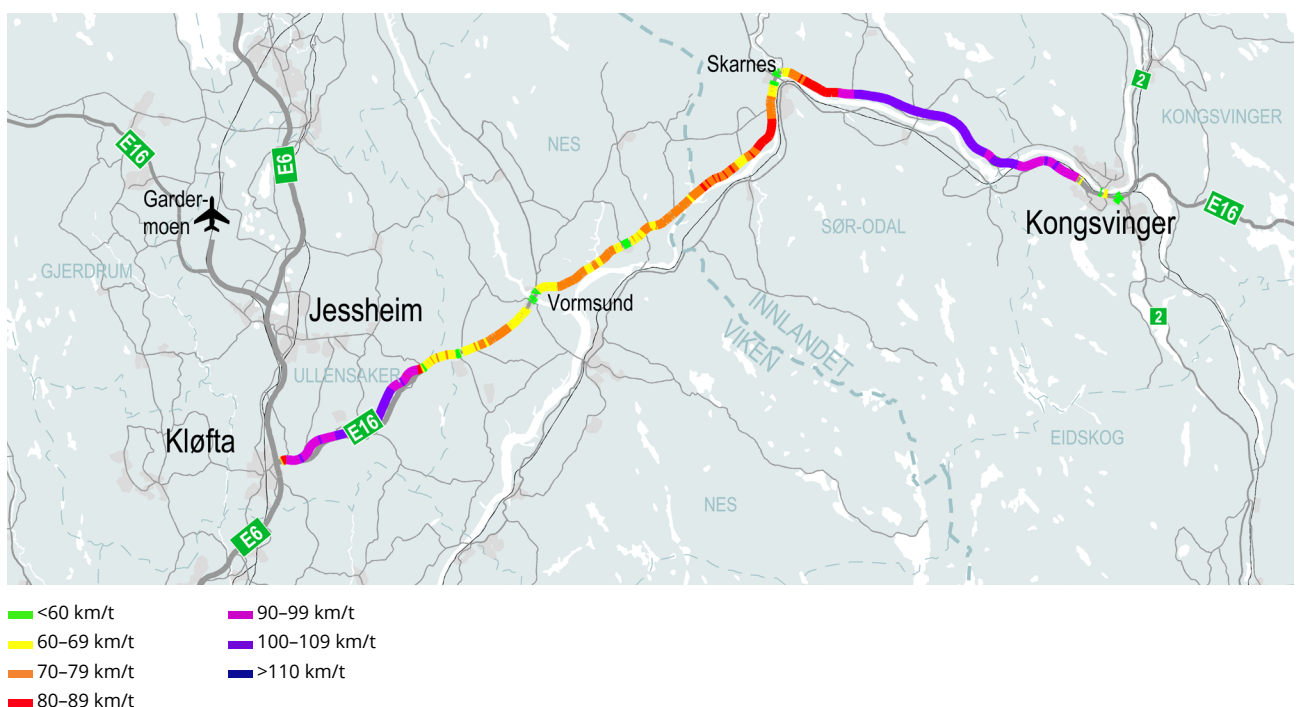 Skarnes
2
KONGSVINGER
E16
E6
NES
Garder-
moen
E16
Kongsvinger
SØR-ODAL
GJERDRUM
Jessheim
Vormsund
INNLANDET
VIKEN
2
ULLENSAKER
E16
Kløfta
EIDSKOG
NES
E6
<60 km/t
60–69 km/t
70–79 km/t
80–89 km/t
90–99 km/t
100–109 km/t
>110 km/t